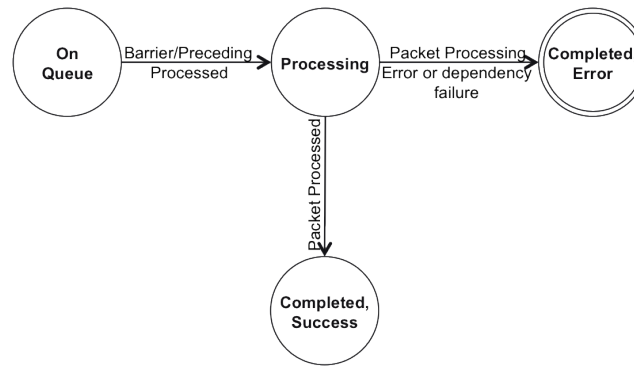 On
Queue
Barrier/Preceding
Processed
Processing
Packet Processing
Error or dependency
failure
Completed
Error
Packet Processed
Completed,
Success